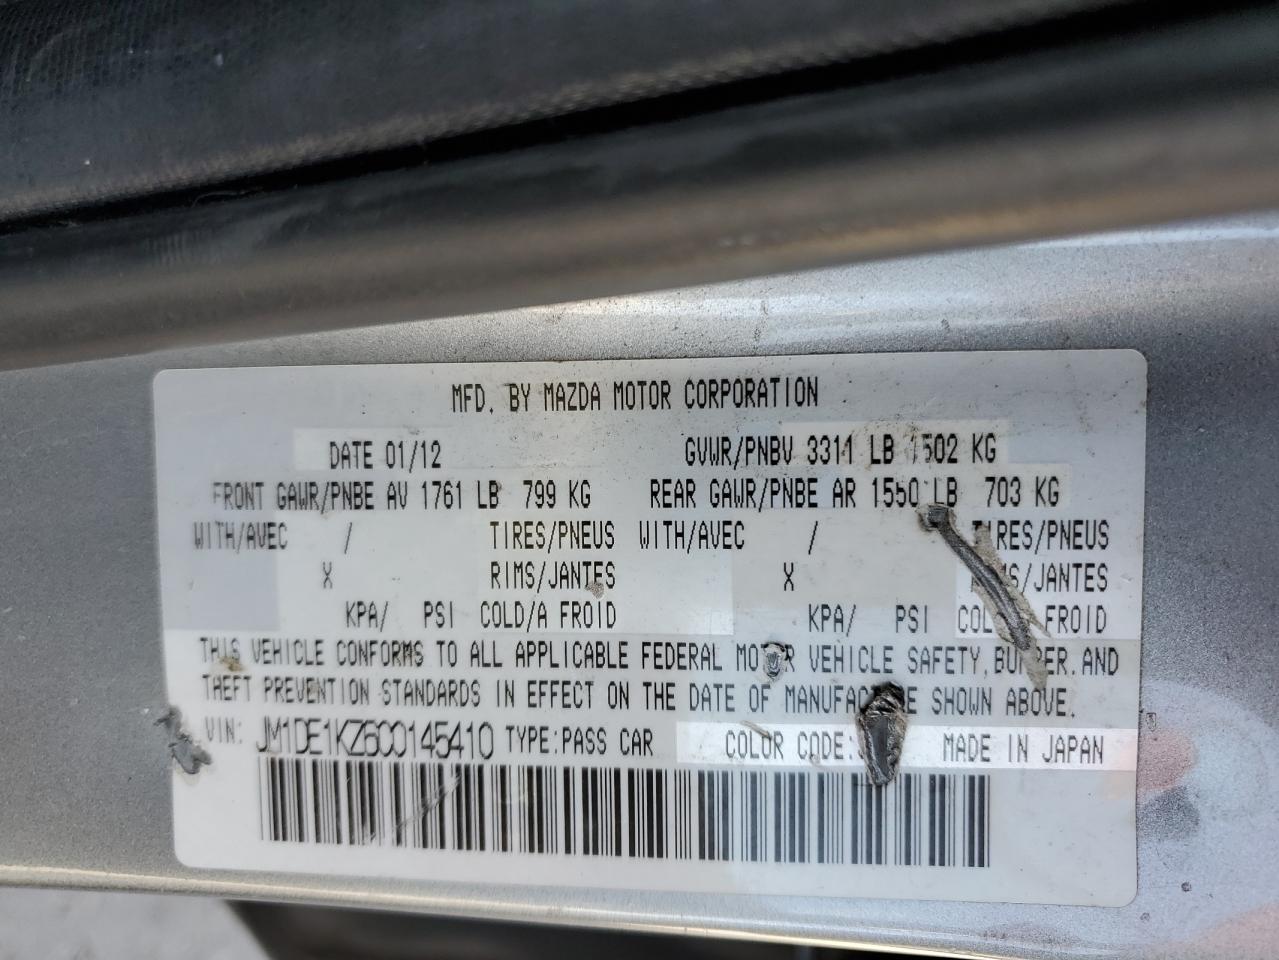 MFD. BY MAZDA MOTOR CORPORATION
DATE 01/12 GVWR/PNBV 3311 LB 1502 KG
FRONT GAWR/PNBE AV 1761 LB 799 KG REAR GAWR/PNBE AR 1550 LB 703 KG
WITH/AVEC / TIRES/PNEUS WITH/AVEC / TIRES/PNEUS
X RIMS/JANTES X RIMS/JANTES
KPA/ PSI COLD/A FROID KPA/ PSI COLD/A FROID
THIS VEHICLE CONFORMS TO ALL APPLICABLE FEDERAL MOTOR VEHICLE SAFETY, BUMPER, AND
THEFT PREVENTION STANDARDS IN EFFECT ON THE DATE OF MANUFACTURE SHOWN ABOVE.
VIN: JM1DE1KZ6C0145410 TYPE: PASS CAR COLOR CODE: MADE IN JAPAN